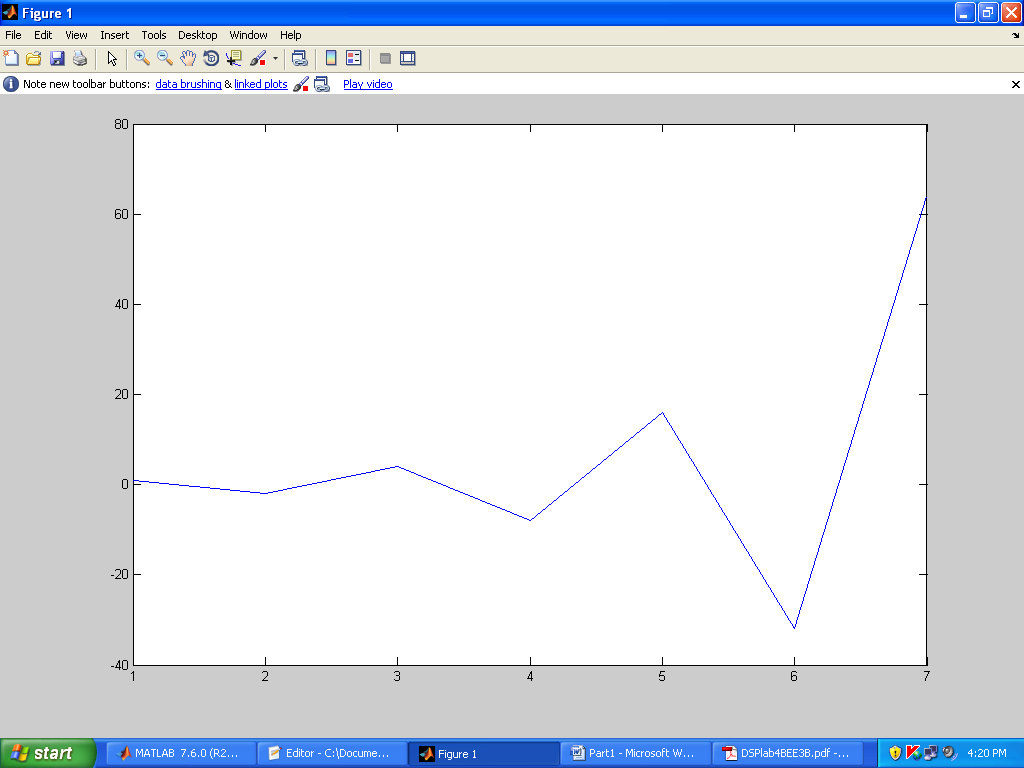 Figure 1
File Edit View Insert Tools Desktop Window Help
Note new toolbar buttons: data brushing & linked plots Play video
80
60
40
20
0
-20
-40
1 2 3 4 5 6 7
start MATLAB 7.6.0 (R2... Editor - C:\Docume... Figure 1 Part1 - Microsoft W... DSPlab4BEE3B.pdf -... 4:20 PM